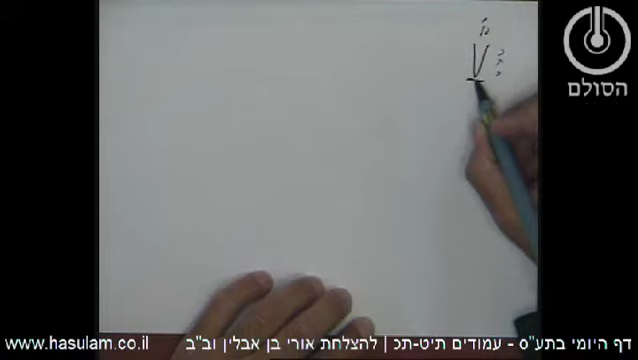 הסולם
דף היומי בתע"ס - עמודים תיט-תכ | להצלחת אורי בן אבלין וב"ב
www.hasulam.co.il